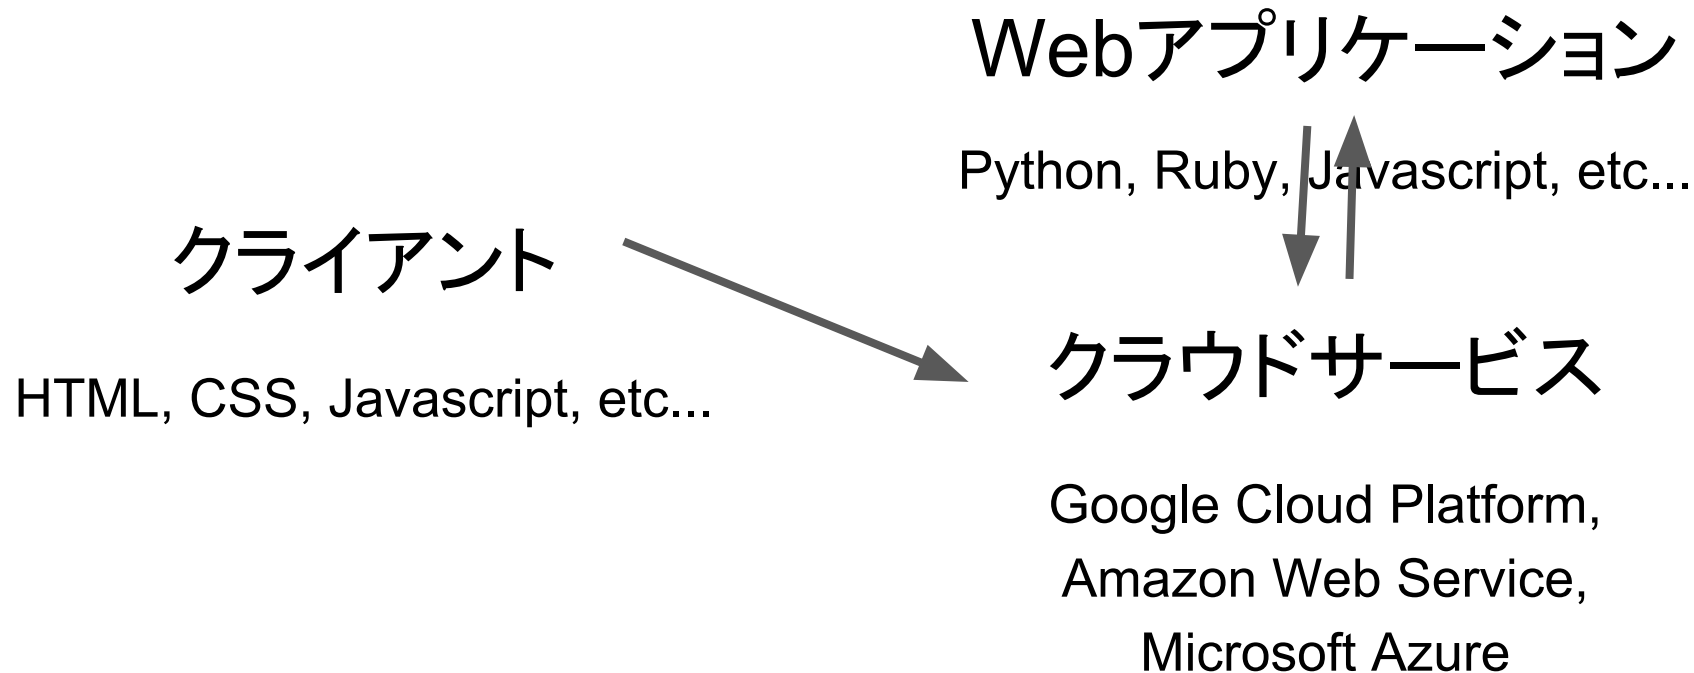 Webアプリケーション
Python, Ruby, Javascript, etc...
クライアント
HTML, CSS, Javascript, etc...
クラウドサービス
Google Cloud Platform,
Amazon Web Service,
Microsoft Azure